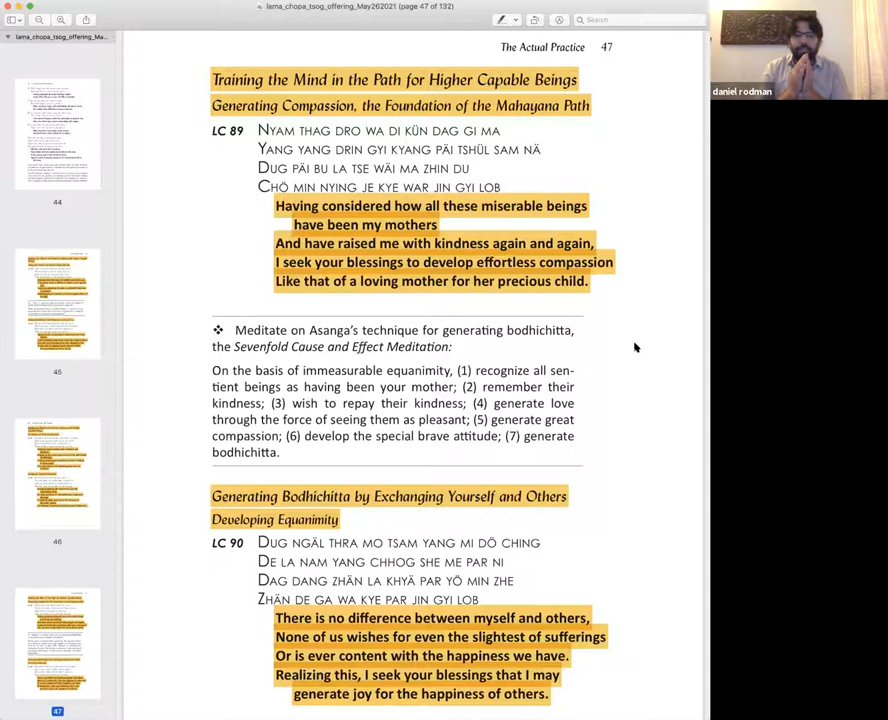 lama_chopa_tsog_offering_May262021 (page 47 of 132)
Search
lama_chopa_tsog_offering_Ma...
44
45
46
47
daniel rodman
The Actual Practice 47
Training the Mind in the Path for Higher Capable Beings
Generating Compassion, the Foundation of the Mahayana Path
LC 89 NYAM THAG DRO WA DI KÜN DAG GI MA
YANG YANG DRIN GYI KYANG PÄI TSHÜL SAM NÄ
DUG PÄI BU LA TSE WÄI MA ZHIN DU
CHÖ MIN NYING JE KYE WAR JIN GYI LOB
Having considered how all these miserable beings
have been my mothers
And have raised me with kindness again and again,
I seek your blessings to develop effortless compassion
Like that of a loving mother for her precious child.
❖ Meditate on Asanga's technique for generating bodhichitta,
the Sevenfold Cause and Effect Meditation:
On the basis of immeasurable equanimity, (1) recognize all sen-
tient beings as having been your mother; (2) remember their
kindness; (3) wish to repay their kindness; (4) generate love
through the force of seeing them as pleasant; (5) generate great
compassion; (6) develop the special brave attitude; (7) generate
bodhichitta.
Generating Bodhichitta by Exchanging Yourself and Others
Developing Equanimity
LC 90 DUG NGÄL THRA MO TSAM YANG MI DÖ CHING
DE LA NAM YANG CHHOG SHE ME PAR NI
DAG DANG ZHÄN LA KHYÄ PAR YÖ MIN ZHE
ZHÄN DE GA WA KYE PAR JIN GYI LOB
There is no difference between myself and others,
None of us wishes for even the slightest of sufferings
Or is ever content with the happiness we have.
Realizing this, I seek your blessings that I may
generate joy for the happiness of others.